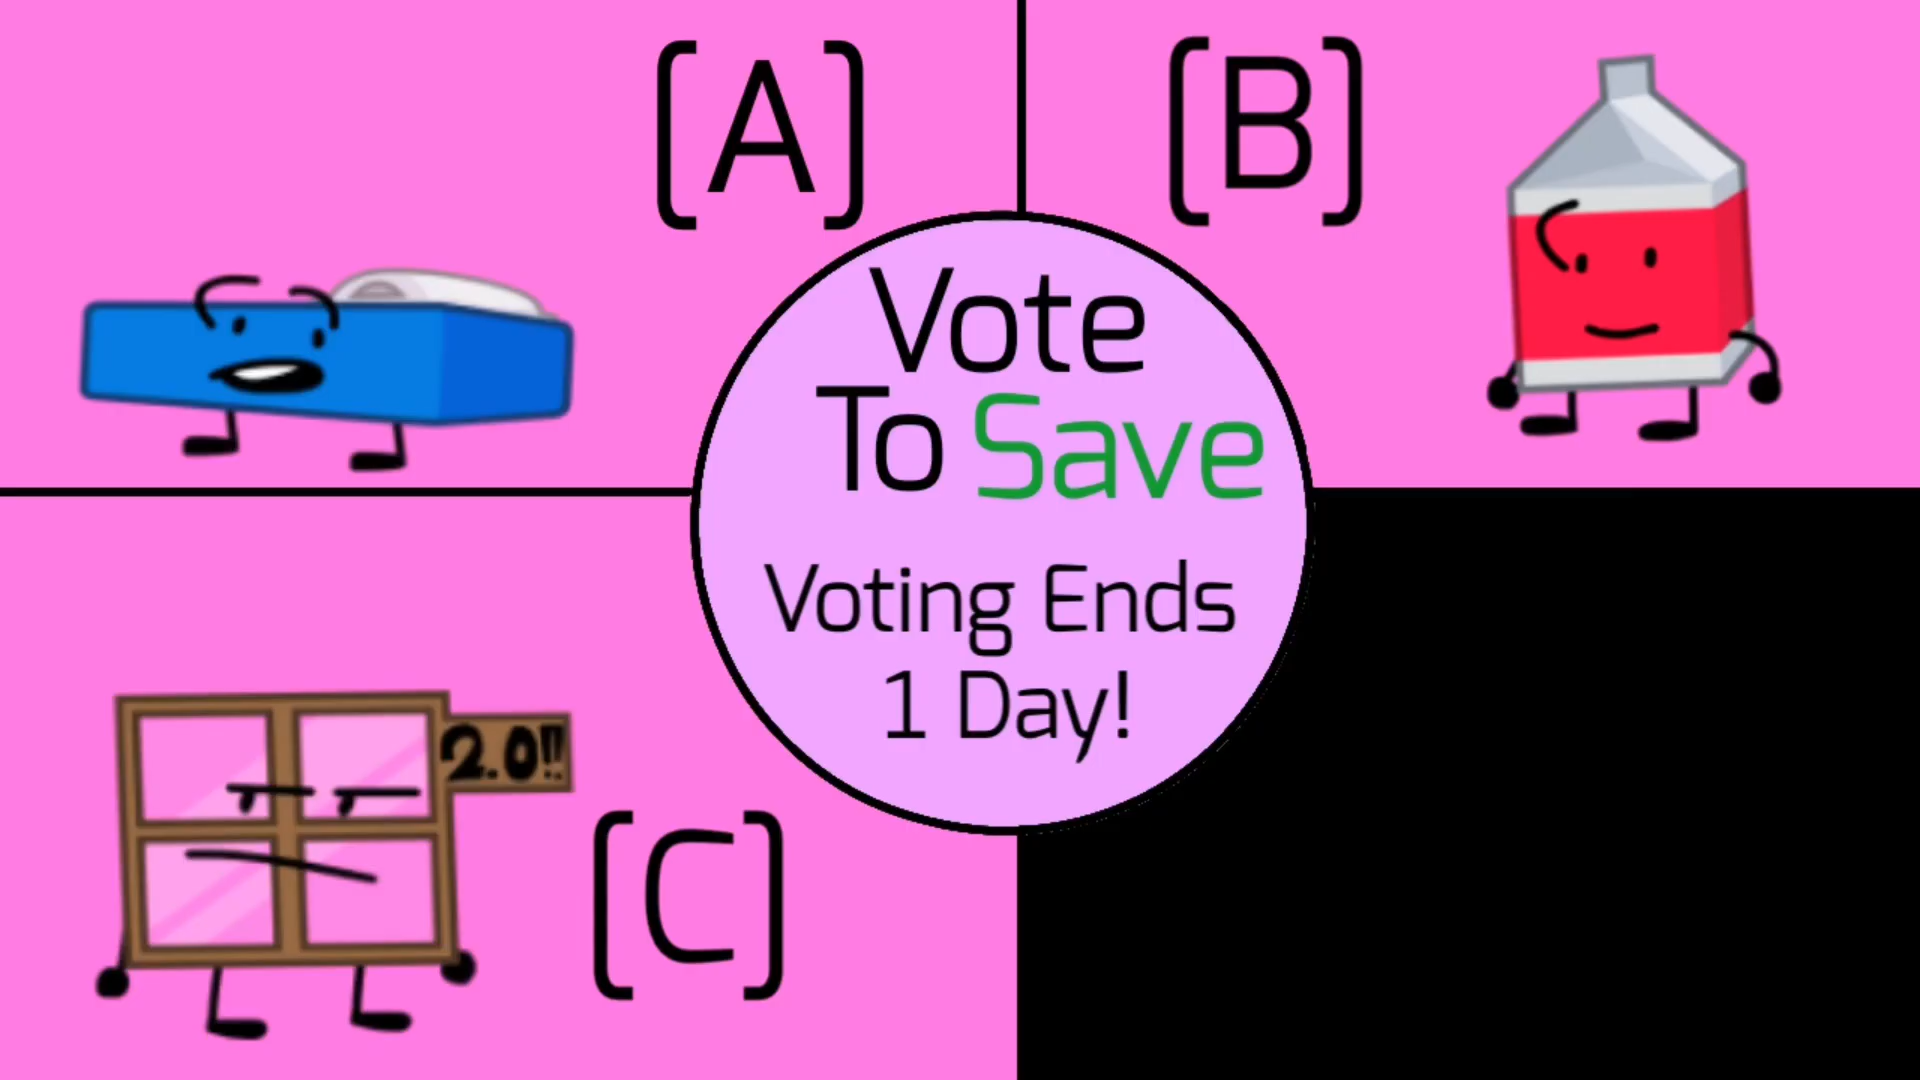 [A]
[B]
Vote
To Save
Voting Ends
1 Day!
2.0!!
[C]